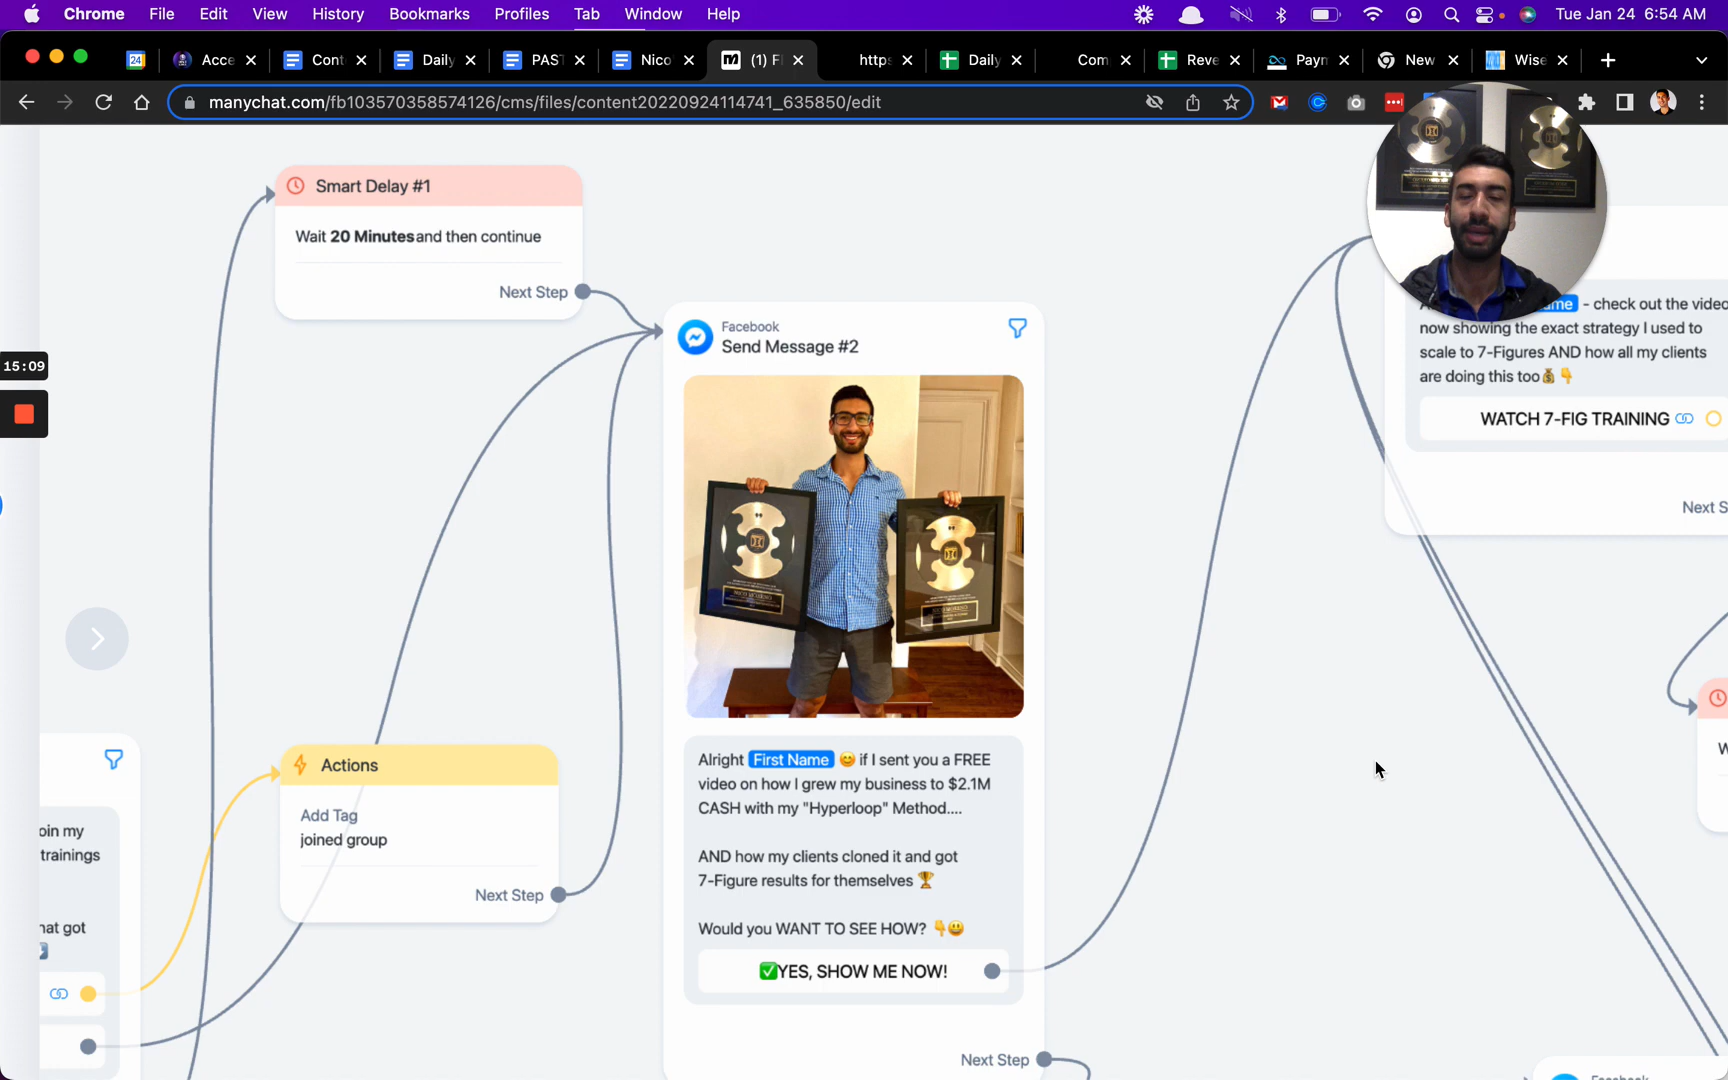 Chrome File Edit View History Bookmarks Profiles Tab Window Help
Tue Jan 24 6:54 AM
24 Acce Cont Daily PAST Nico (1) Fl https Daily Com Reve Paym New Wise
manychat.com/fb103570358574126/cms/files/content20220924114741_635850/edit
15:09
Smart Delay #1
Wait 20 Minutes and then continue
Next Step
Facebook
Send Message #2
Alright First Name 😊 if I sent you a FREE
video on how I grew my business to $2.1M
CASH with my "Hyperloop" Method....
AND how my clients cloned it and got
7-Figure results for themselves 🏆
Would you WANT TO SEE HOW? 👇😃
✅YES, SHOW ME NOW!
Next Step
Actions
Add Tag
joined group
Next Step
oin my
trainings
hat got
me - check out the video
now showing the exact strategy I used to
scale to 7-Figures AND how all my clients
are doing this too💰👇
WATCH 7-FIG TRAINING
Next S
W
Facebook